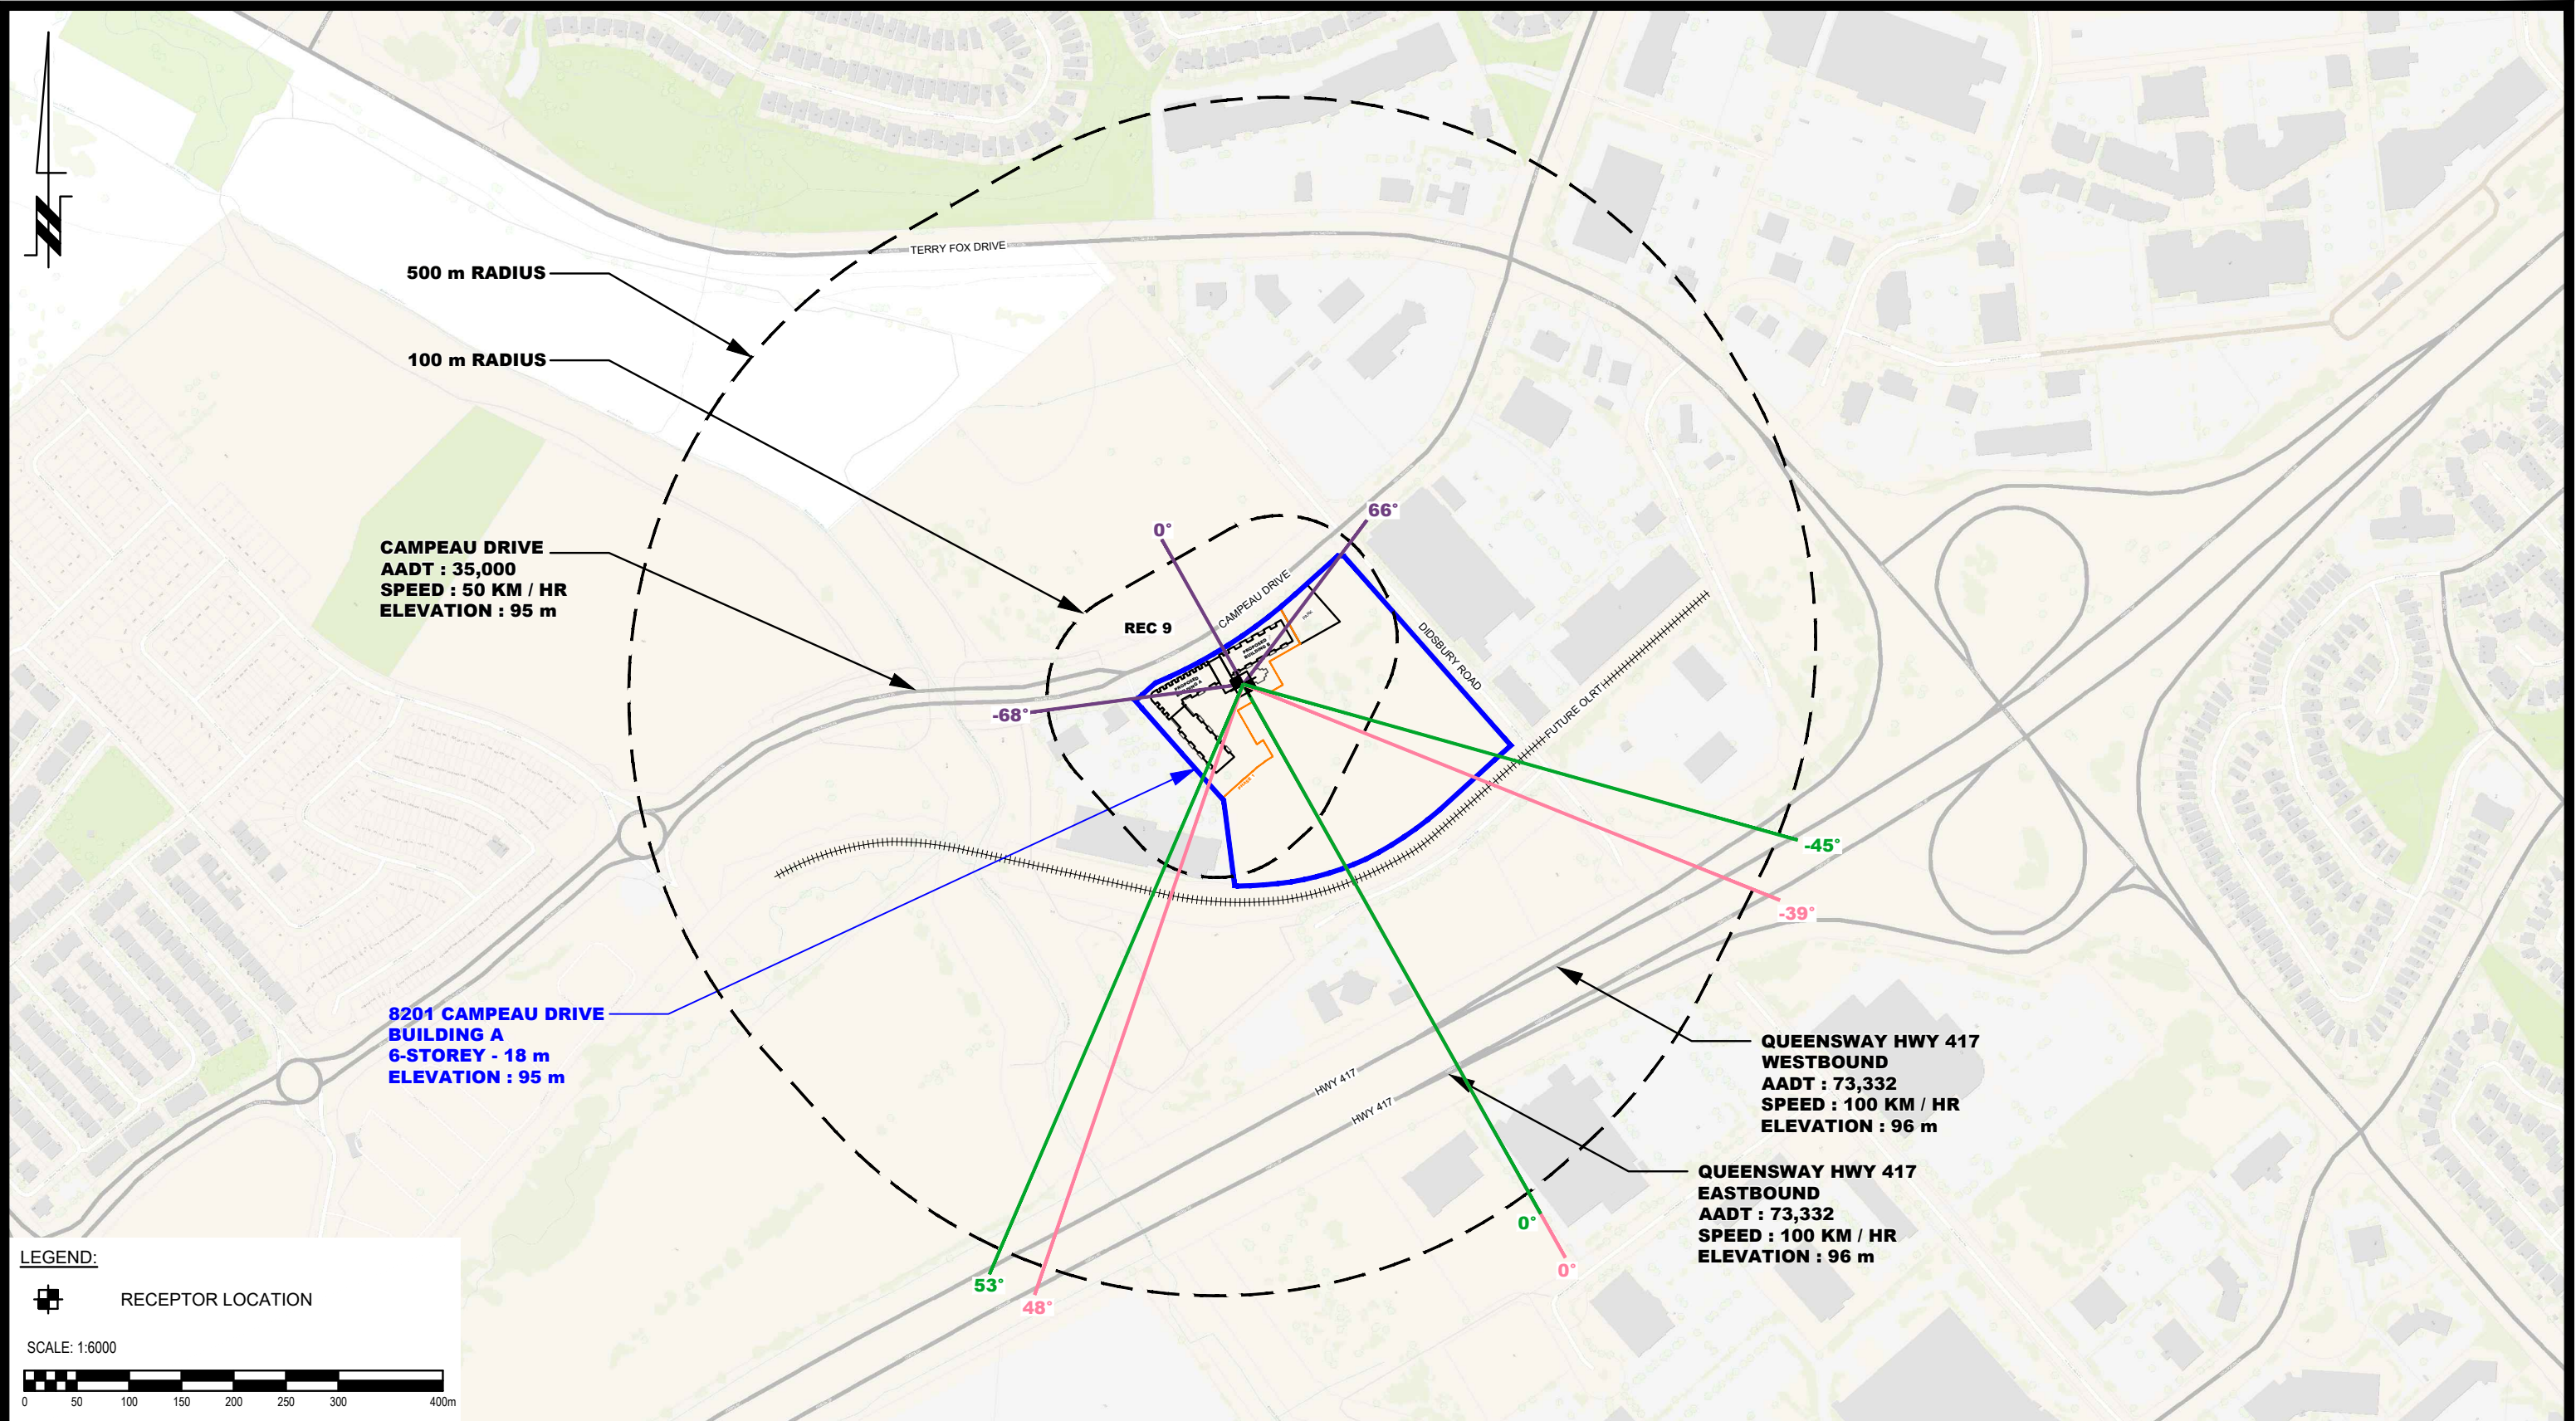 TERRY FOX DRIVE
500 m RADIUS
100 m RADIUS
CAMPEAU DRIVE
AADT : 35,000
SPEED : 50 KM / HR
ELEVATION : 95 m
0°
66°
REC 9
CAMPEAU DRIVE
PROPOSED
BUILDING B
PROPOSED
BUILDING A
DIDSBURY ROAD
FUTURE OLRT
-68°
-45°
-39°
8201 CAMPEAU DRIVE
BUILDING A
6-STOREY - 18 m
ELEVATION : 95 m
QUEENSWAY HWY 417
WESTBOUND
AADT : 73,332
SPEED : 100 KM / HR
ELEVATION : 96 m
HWY 417
HWY 417
QUEENSWAY HWY 417
EASTBOUND
AADT : 73,332
SPEED : 100 KM / HR
ELEVATION : 96 m
0°
0°
53°
48°
LEGEND:
RECEPTOR LOCATION
SCALE: 1:6000
0 50 100 150 200 250 300 400m